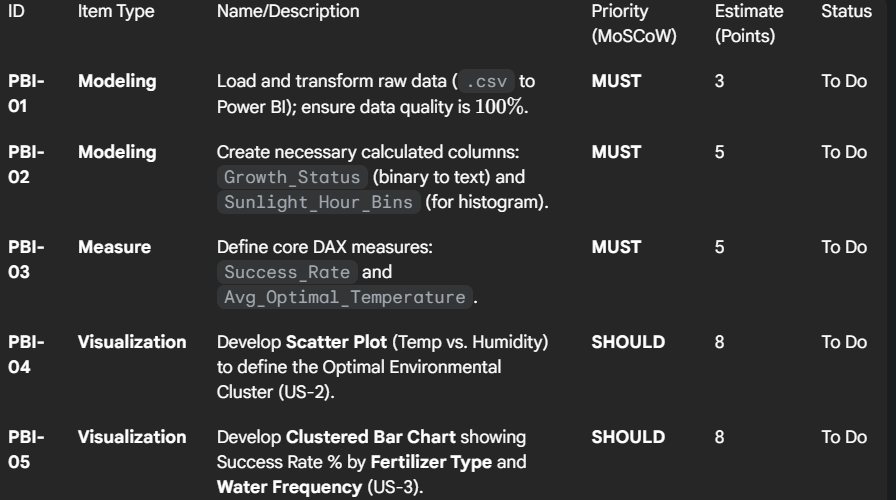 ID Item Type Name/Description Priority Estimate Status
(MoSCoW) (Points)
PBI- Modeling Load and transform raw data ( .csv to MUST 3 To Do
01 Power BI); ensure data quality is 100%.
PBI- Modeling Create necessary calculated columns: MUST 5 To Do
02 Growth_Status (binary to text) and
Sunlight_Hour_Bins (for histogram).
PBI- Measure Define core DAX measures: MUST 5 To Do
03 Success_Rate and
Avg_Optimal_Temperature .
PBI- Visualization Develop Scatter Plot (Temp vs. Humidity) SHOULD 8 To Do
04 to define the Optimal Environmental
Cluster (US-2).
PBI- Visualization Develop Clustered Bar Chart showing SHOULD 8 To Do
05 Success Rate % by Fertilizer Type and
Water Frequency (US-3).